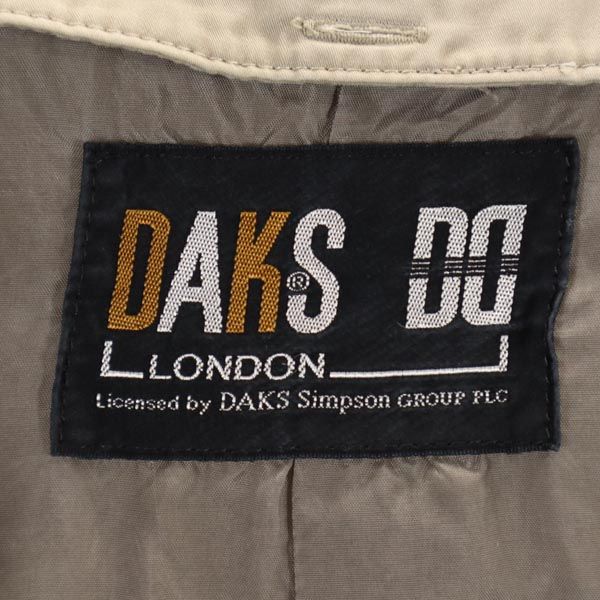 DAKS® DD
LONDON
Licensed by DAKS Simpson GROUP PLC